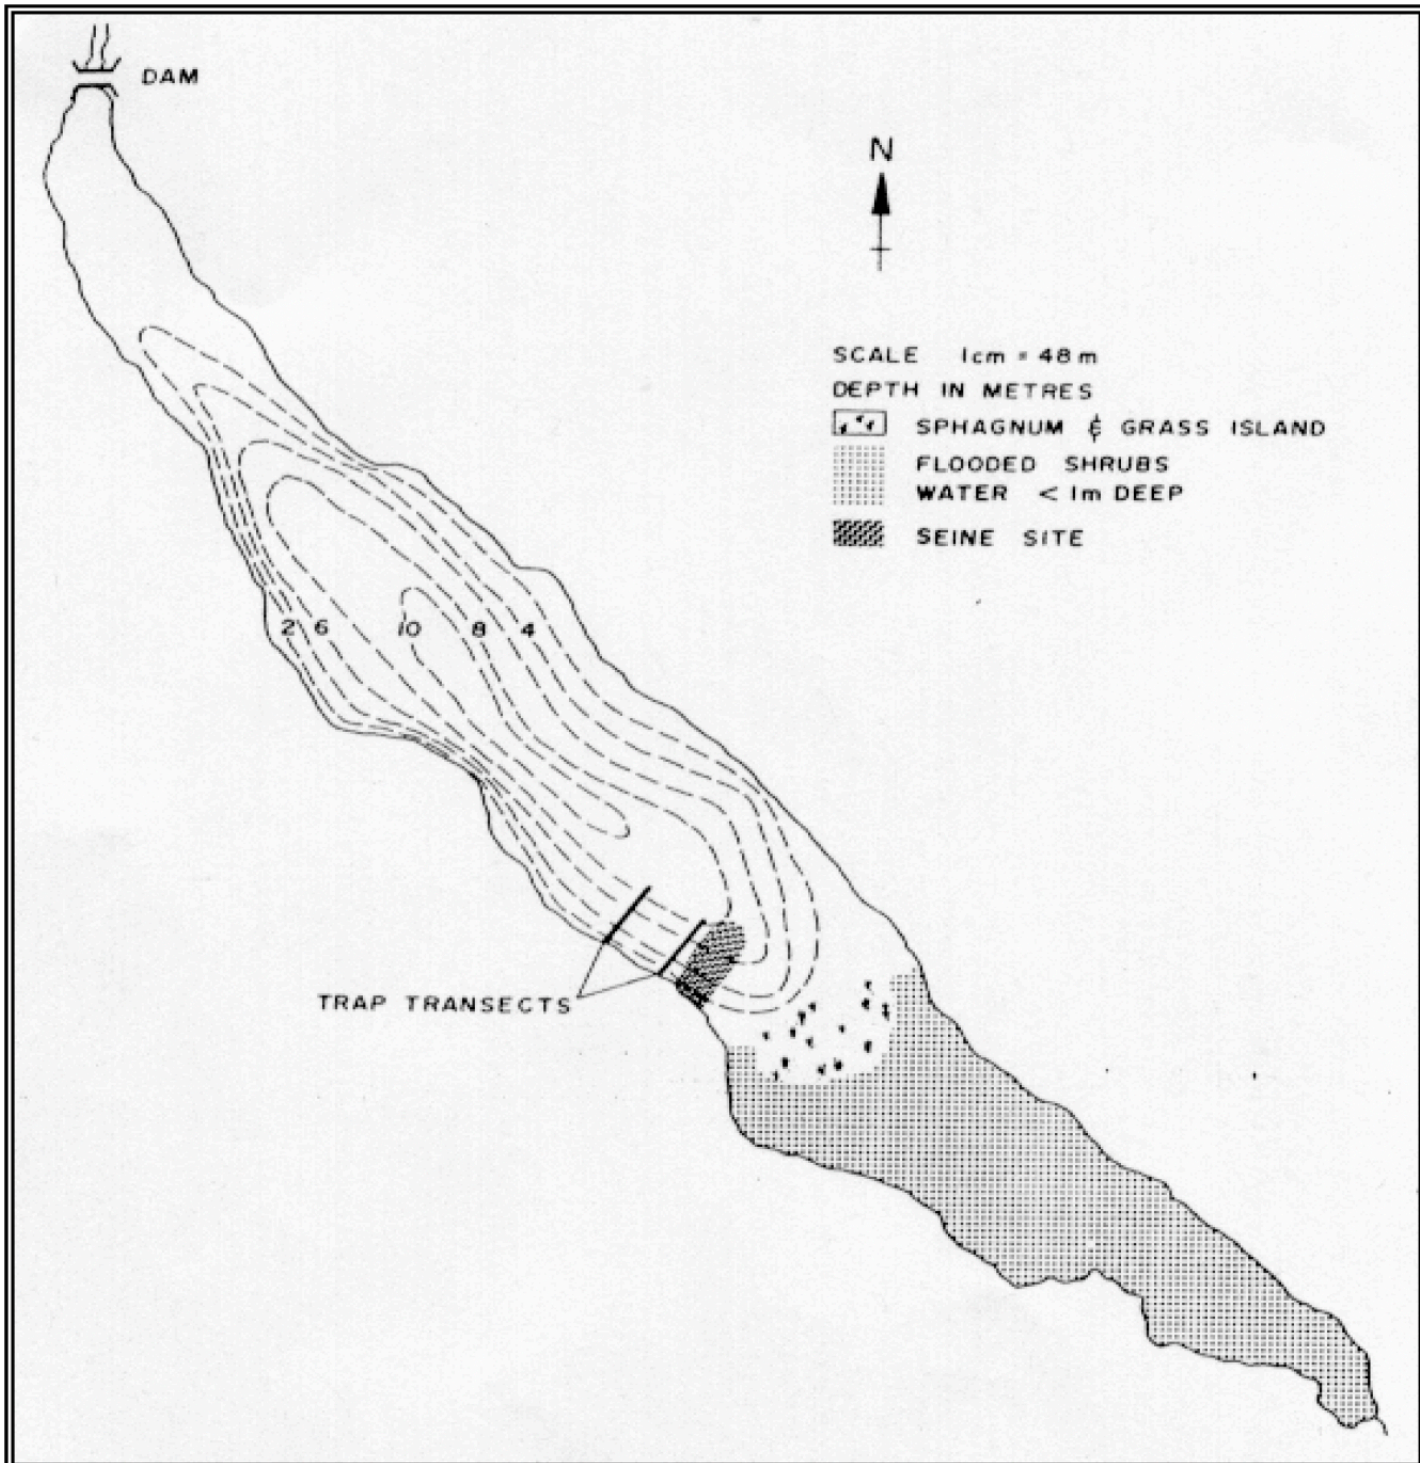 DAM
N
SCALE 1cm = 48m
DEPTH IN METRES
SPHAGNUM & GRASS ISLAND
FLOODED SHRUBS
WATER < 1m DEEP
SEINE SITE
2 6 10 8 4
TRAP TRANSECTS